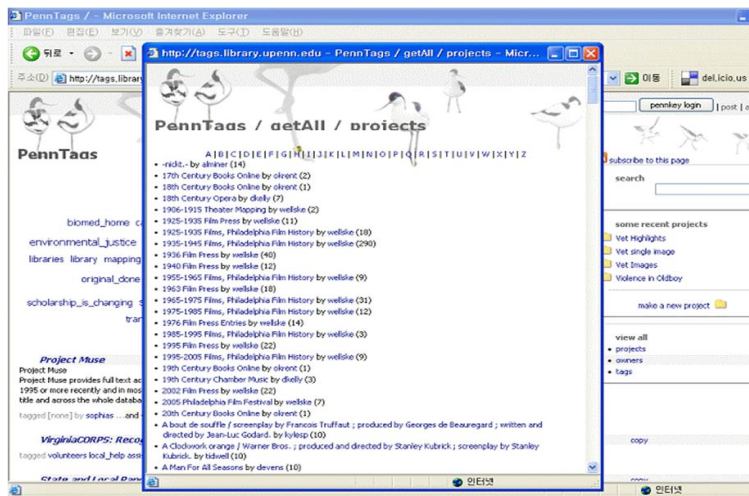 PennTags / - Microsoft Internet Explorer
파일(F) 편집(E) 보기(V) 즐겨찾기(A) 도구(T) 도움말(H)
뒤로
주소(D) http://tags.library
이동 del.icio.us
PennTags
biomed_home
environmental_justice
libraries library mapping
original_done
scholarship_is_changing
Project Muse
Project Muse
Project Muse provides full text
1995 or more recently and in
title and across the whole
tagged [none] by sophias ...and
VirginiaCORPS:
tagged volunteers local_help
State and Local
http://tags.library.upenn.edu - PennTags / getAll / projects - Micr...
PennTags / getAll / projects
A|B|C|D|E|F|G|H|I|J|K|L|M|N|O|P|Q|R|S|T|U|V|W|X|Y|Z
• -nickit.- by alminer (14)
• 17th Century Books Online by okrent (2)
• 18th Century Books Online by okrent (1)
• 18th Century Opera by dkelly (7)
• 1906-1915 Theater Mapping by wellske (2)
• 1925-1935 Film Press by wellske (11)
• 1925-1935 Films, Philadelphia Film History by wellske (18)
• 1935-1945 Films, Philadelphia Film History by wellske (290)
• 1936 Film Press by wellske (40)
• 1940 Film Press by wellske (12)
• 1955-1965 Films, Philadelphia Film History by wellske (9)
• 1963 Film Press by wellske (18)
• 1965-1975 Films, Philadelphia Film History by wellske (31)
• 1975-1985 Films, Philadelphia Film History by wellske (12)
• 1976 Film Press Entries by wellske (14)
• 1985-1995 Films, Philadelphia Film History by wellske (3)
• 1995 Film Press by wellske (22)
• 1995-2005 Films, Philadelphia Film History by wellske (9)
• 19th Century Books Online by okrent (1)
• 19th Century Chamber Music by dkelly (3)
• 2002 Film Press by wellske (22)
• 2005 Philadelphia Film Festival by wellske (7)
• 20th Century Books Online by okrent (1)
• A bout de souffle / screenplay by Francois Truffaut ; produced by Georges de Beauregard ; written and
directed by Jean-Luc Godard. by kylesp (10)
• A Clockwork orange / Warner Bros. ; produced and directed by Stanley Kubrick ; screenplay by Stanley
Kubrick. by tidwell (10)
• A Man For All Seasons by devens (10)
인터넷
pennkey login | post |
subscribe to this page
search
some recent projects
Vet Highlights
Vet single image
Vet Images
Violence in Oldboy
make a new project
view all
• projects
• owners
• tags
copy
인터넷